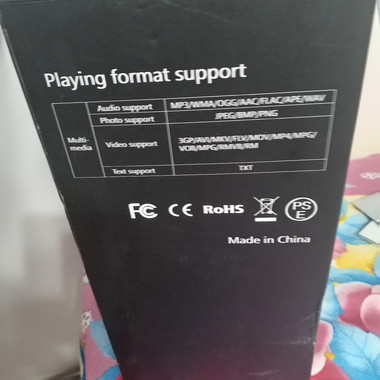 Playing format support
Audio support MP3/WMA/OGG/AAC/FLAC/APE/WAV
Photo support JPEG/BMP/PNG
Multi-
media
Video support 3GP/AVI/MKV/FLV/MOV/MP4/MPG/
VOB/MPG/RMVB/RM
Text support TXT
FC CE RoHS PS
E
Made in China